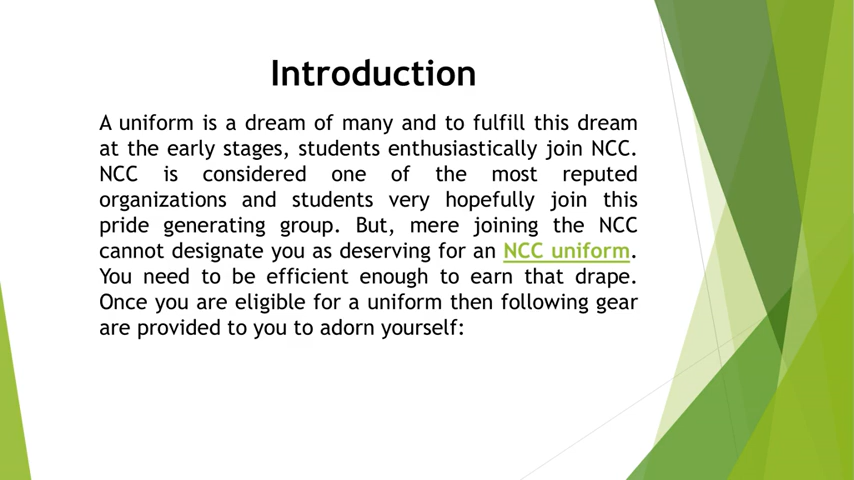 Introduction
A uniform is a dream of many and to fulfill this dream
at the early stages, students enthusiastically join NCC.
NCC is considered one of the most reputed
organizations and students very hopefully join this
pride generating group. But, mere joining the NCC
cannot designate you as deserving for an NCC uniform.
You need to be efficient enough to earn that drape.
Once you are eligible for a uniform then following gear
are provided to you to adorn yourself: